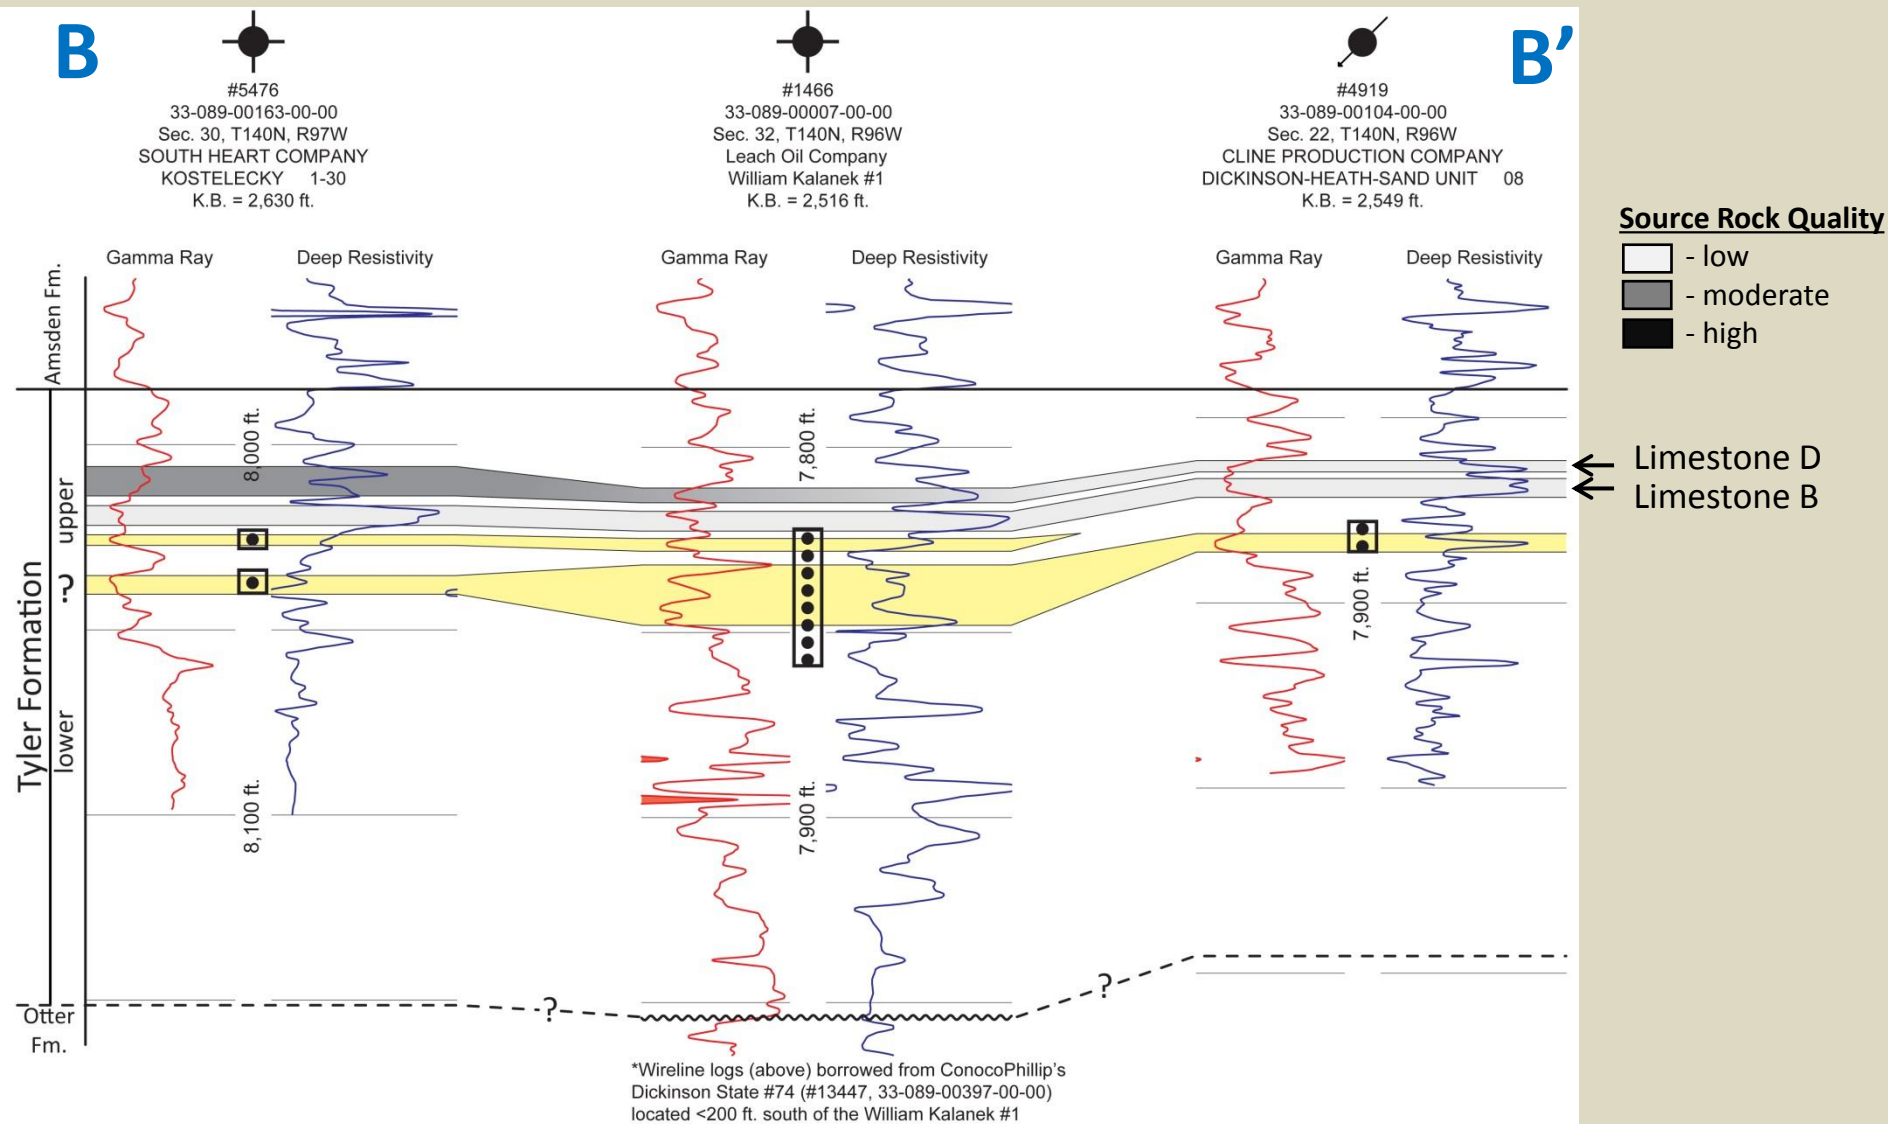 B
B’
#5476
33-089-00163-00-00
Sec. 30, T140N, R97W
SOUTH HEART COMPANY
KOSTELECKY 1-30
K.B. = 2,630 ft.
#1466
33-089-00007-00-00
Sec. 32, T140N, R96W
Leach Oil Company
William Kalanek #1
K.B. = 2,516 ft.
#4919
33-089-00104-00-00
Sec. 22, T140N, R96W
CLINE PRODUCTION COMPANY
DICKINSON-HEATH-SAND UNIT 08
K.B. = 2,549 ft.
Source Rock Quality
- low
- moderate
- high
Gamma Ray
Deep Resistivity
Gamma Ray
Deep Resistivity
Gamma Ray
Deep Resistivity
Amsden Fm.
Tyler Formation
upper
?
lower
Otter
Fm.
8,000 ft.
8,100 ft.
7,800 ft.
7,900 ft.
7,900 ft.
Limestone D
Limestone B
?
?
*Wireline logs (above) borrowed from ConocoPhillip's
Dickinson State #74 (#13447, 33-089-00397-00-00)
located <200 ft. south of the William Kalanek #1